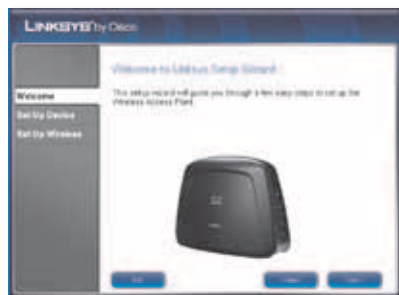 LINKSYS by Cisco
Welcome to Linksys Setup Wizard
This setup wizard will guide you through a few easy steps to set up the
Wireless Access Point.
Welcome
Set Up Device
Set Up Wireless